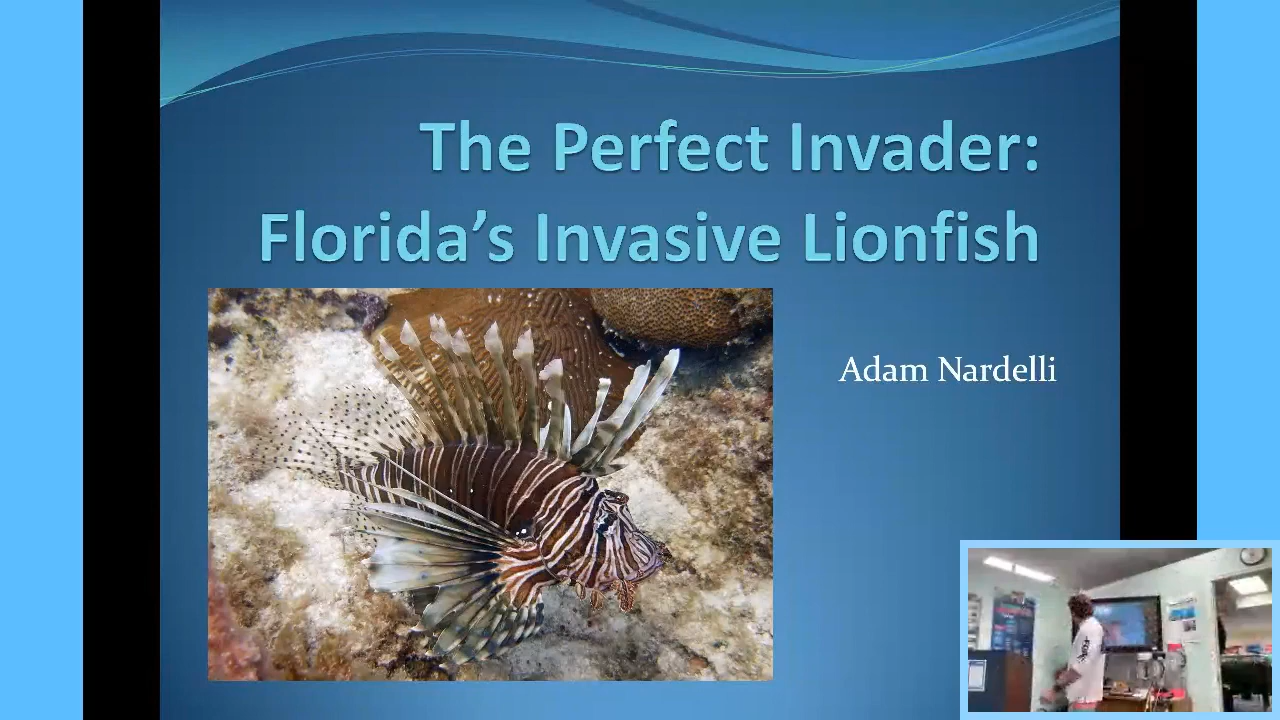 The Perfect Invader:
Florida’s Invasive Lionfish
Adam Nardelli